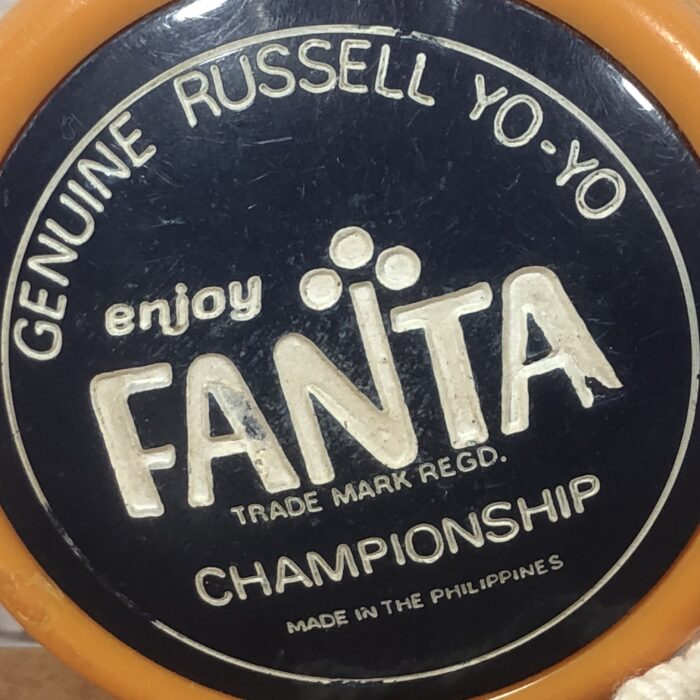 GENUINE RUSSELL YO-YO
enjoy
FANTA
TRADE MARK REGD.
CHAMPIONSHIP
MADE IN THE PHILIPPINES